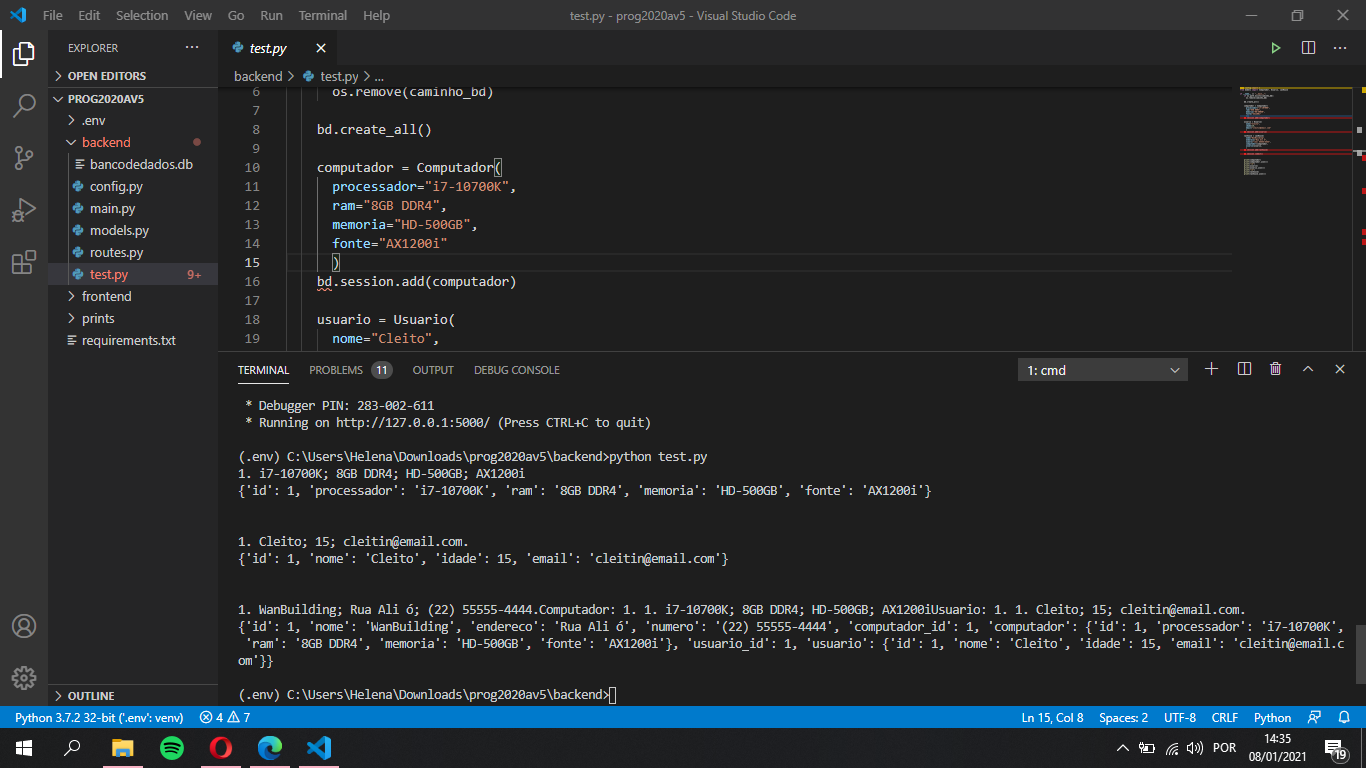 File Edit Selection View Go Run Terminal Help
test.py - prog2020av5 - Visual Studio Code
EXPLORER ...
OPEN EDITORS
PROG2020AV5
.env
backend
bancodedados.db
config.py
main.py
models.py
routes.py
test.py 9+
frontend
prints
requirements.txt
OUTLINE
test.py
backend > test.py > ...
6 os.remove(caminho_bd)
7
8 bd.create_all()
9
10 computador = Computador(
11 processador="i7-10700K",
12 ram="8GB DDR4",
13 memoria="HD-500GB",
14 fonte="AX1200i"
15 )
16 bd.session.add(computador)
17
18 usuario = Usuario(
19 nome="Cleito",
TERMINAL PROBLEMS 11 OUTPUT DEBUG CONSOLE 1: cmd
* Debugger PIN: 283-002-611
* Running on http://127.0.0.1:5000/ (Press CTRL+C to quit)
(.env) C:\Users\Helena\Downloads\prog2020av5\backend>python test.py
1. i7-10700K; 8GB DDR4; HD-500GB; AX1200i
{'id': 1, 'processador': 'i7-10700K', 'ram': '8GB DDR4', 'memoria': 'HD-500GB', 'fonte': 'AX1200i'}
1. Cleito; 15; cleitin@email.com.
{'id': 1, 'nome': 'Cleito', 'idade': 15, 'email': 'cleitin@email.com'}
1. WanBuilding; Rua Ali ó; (22) 55555-4444.Computador: 1. 1. i7-10700K; 8GB DDR4; HD-500GB; AX1200iUsuario: 1. 1. Cleito; 15; cleitin@email.com.
{'id': 1, 'nome': 'WanBuilding', 'endereco': 'Rua Ali ó', 'numero': '(22) 55555-4444', 'computador_id': 1, 'computador': {'id': 1, 'processador': 'i7-10700K',
'ram': '8GB DDR4', 'memoria': 'HD-500GB', 'fonte': 'AX1200i'}, 'usuario_id': 1, 'usuario': {'id': 1, 'nome': 'Cleito', 'idade': 15, 'email': 'cleitin@email.c
om'}}
(.env) C:\Users\Helena\Downloads\prog2020av5\backend>
Python 3.7.2 32-bit ('.env': venv) 4 7 Ln 15, Col 8 Spaces: 2 UTF-8 CRLF Python
POR
14:35
08/01/2021
19